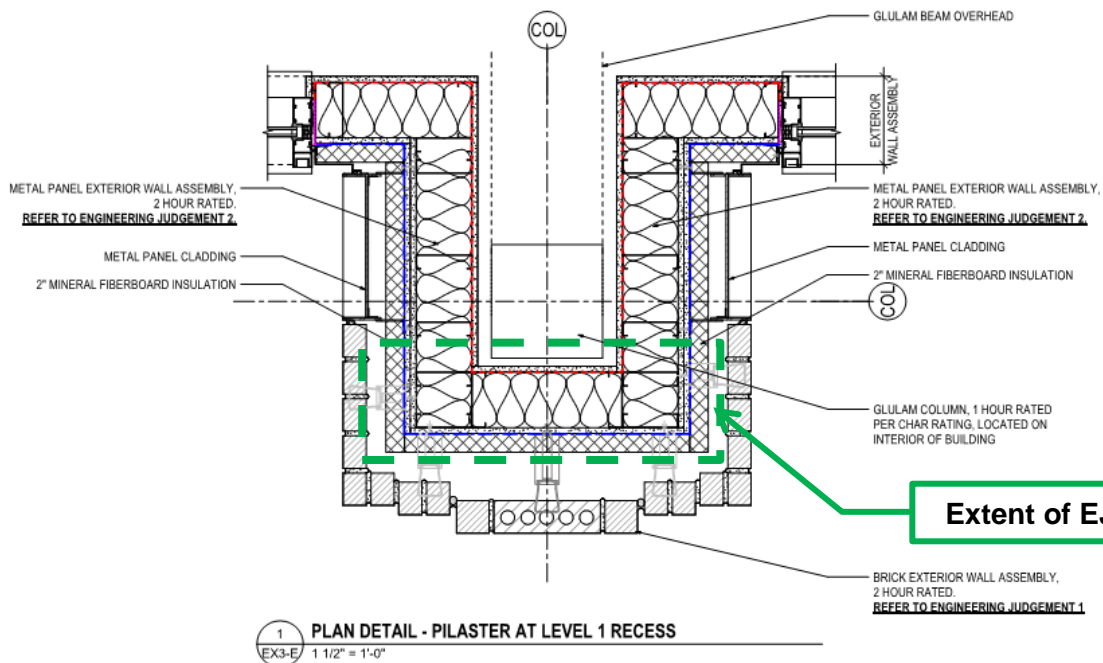 GLULAM BEAM OVERHEAD
COL
EXTERIOR
WALL ASSEMBLY
METAL PANEL EXTERIOR WALL ASSEMBLY,
2 HOUR RATED.
REFER TO ENGINEERING JUDGEMENT 2.
METAL PANEL CLADDING
2" MINERAL FIBERBOARD INSULATION
METAL PANEL EXTERIOR WALL ASSEMBLY,
2 HOUR RATED.
REFER TO ENGINEERING JUDGEMENT 2.
METAL PANEL CLADDING
2" MINERAL FIBERBOARD INSULATION
COL
GLULAM COLUMN, 1 HOUR RATED
PER CHAR RATING, LOCATED ON
INTERIOR OF BUILDING
Extent of EJ
BRICK EXTERIOR WALL ASSEMBLY,
2 HOUR RATED.
REFER TO ENGINEERING JUDGEMENT 1
1
EX3-E
PLAN DETAIL - PILASTER AT LEVEL 1 RECESS
1 1/2" = 1'-0"